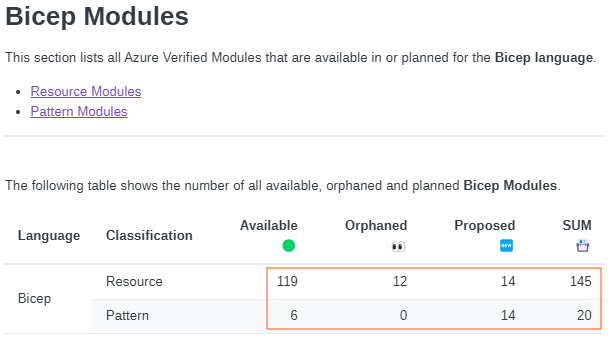 Bicep Modules
This section lists all Azure Verified Modules that are available in or planned for the Bicep language.
Resource Modules
Pattern Modules
The following table shows the number of all available, orphaned and planned Bicep Modules.
Language Classification Available Orphaned Proposed SUM
NEW
Bicep
Resource 119 12 14 145
Pattern 6 0 14 20